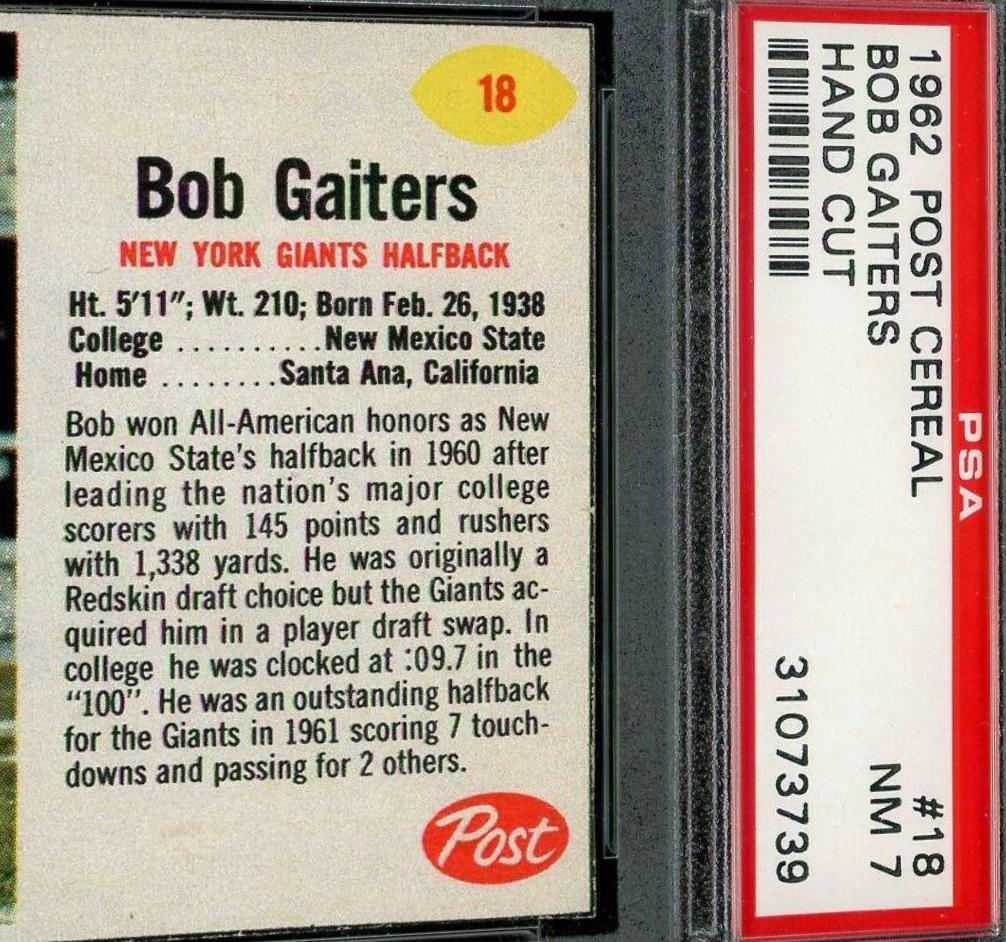 18
Bob Gaiters
NEW YORK GIANTS HALFBACK
Ht. 5'11"; Wt. 210; Born Feb. 26, 1938
College ..........New Mexico State
Home ........Santa Ana, California
Bob won All-American honors as New
Mexico State's halfback in 1960 after
leading the nation's major college
scorers with 145 points and rushers
with 1,338 yards. He was originally a
Redskin draft choice but the Giants ac-
quired him in a player draft swap. In
college he was clocked at :09.7 in the
“100”. He was an outstanding halfback
for the Giants in 1961 scoring 7 touch-
downs and passing for 2 others.
Post
PSA
1962 POST CEREAL #18
BOB GAITERS NM 7
HAND CUT
31073739